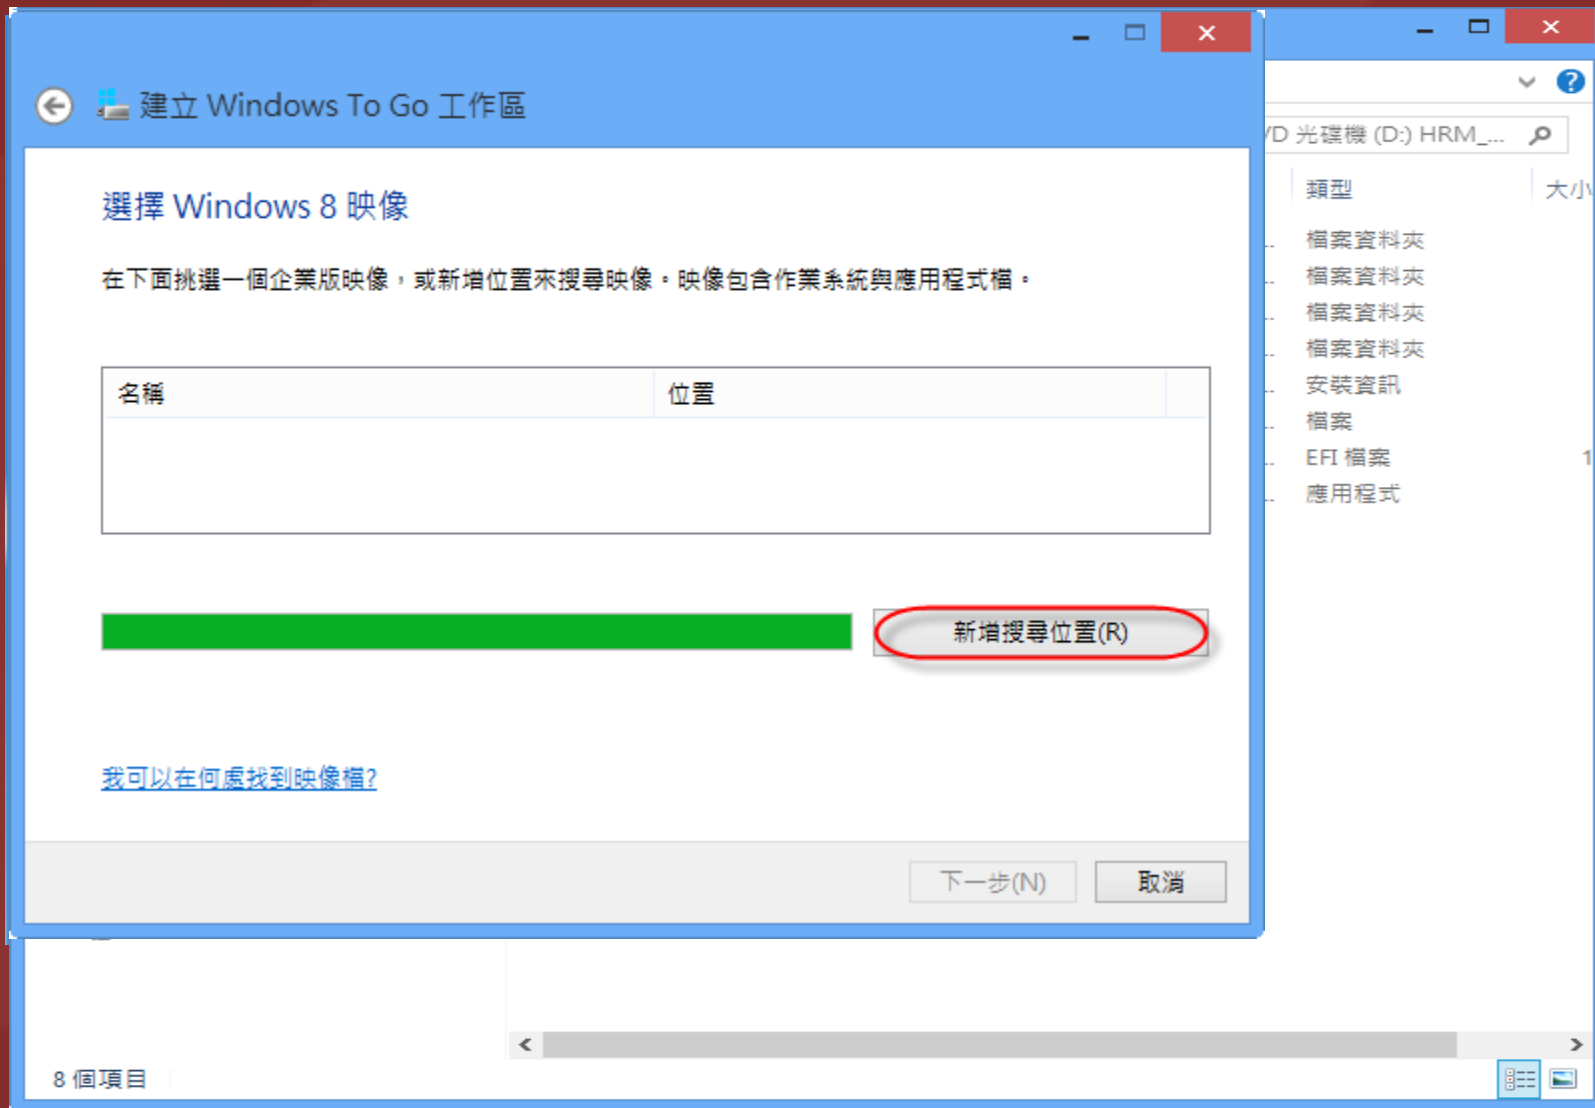 建立 Windows To Go 工作區
選擇 Windows 8 映像
在下面挑選一個企業版映像，或新增位置來搜尋映像。映像包含作業系統與應用程式檔。
名稱 位置
新增搜尋位置(R)
我可以在何處找到映像檔?
下一步(N) 取消
/D 光碟機 (D:) HRM_...
類型 大小
檔案資料夾
檔案資料夾
檔案資料夾
檔案資料夾
安裝資訊
檔案
EFI 檔案 1
應用程式
8 個項目